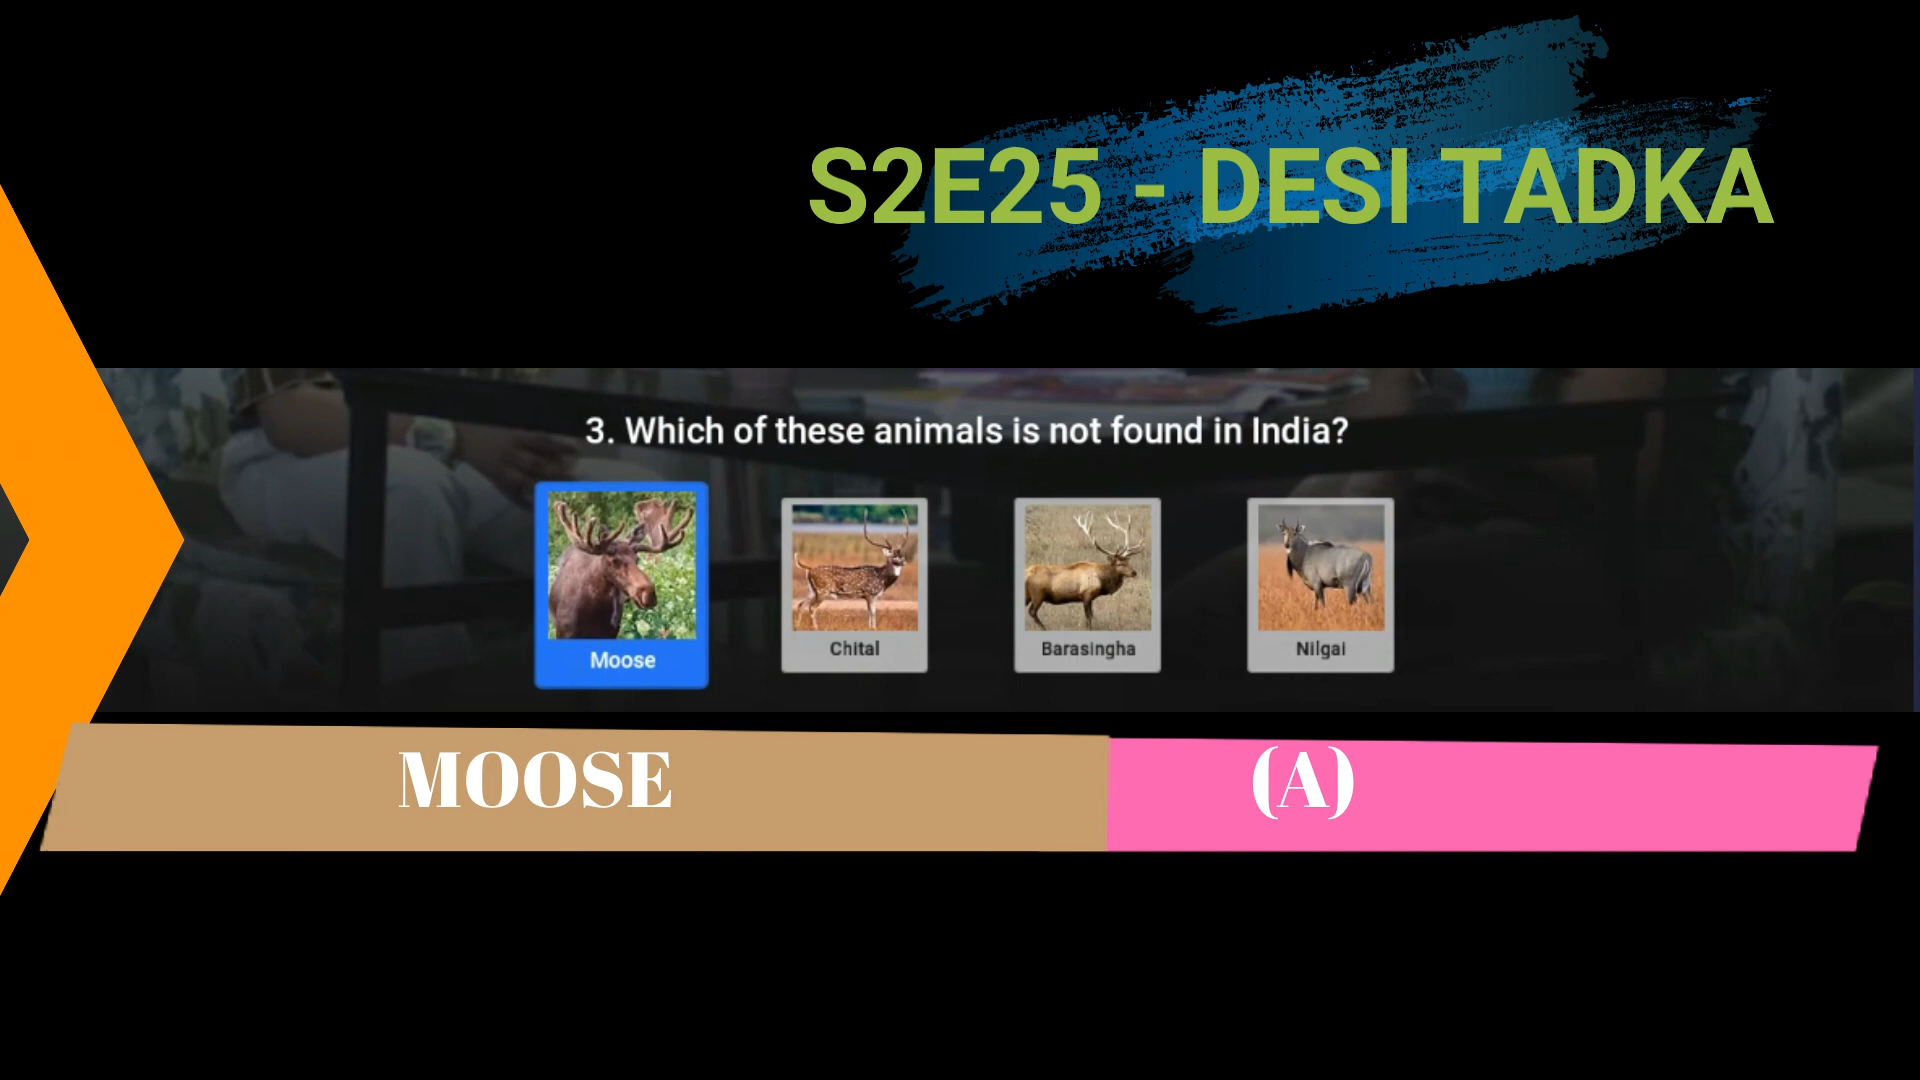 S2E25 - DESI TADKA
3. Which of these animals is not found in India?
Moose
Chital
Barasingha
Nilgai
MOOSE
(A)